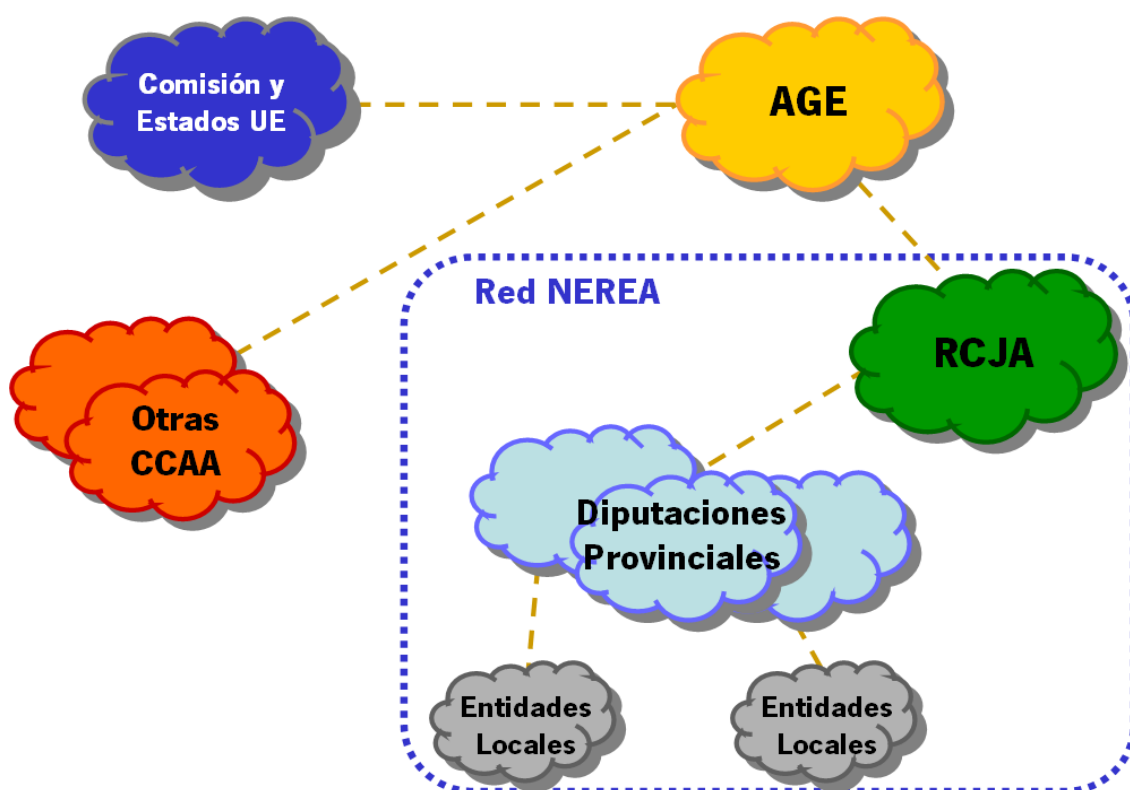 Comisión y
Estados UE
AGE
Red NEREA
RCJA
Otras
CCAA
Diputaciones
Provinciales
Entidades
Locales
Entidades
Locales